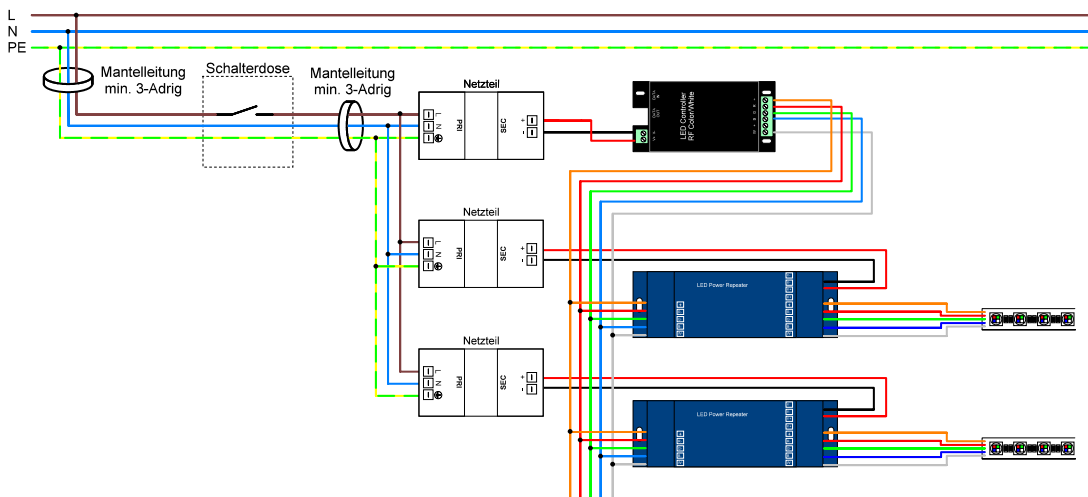 L
N
PE
Mantelleitung
min. 3-Adrig
Schalterdose
Mantelleitung
min. 3-Adrig
Netzteil
L
N
PRI
SEC
+
-
LED Controller
RF Color/White
Netzteil
L
N
PRI
SEC
+
-
LED Power Repeater
Netzteil
L
N
PRI
SEC
+
-
LED Power Repeater